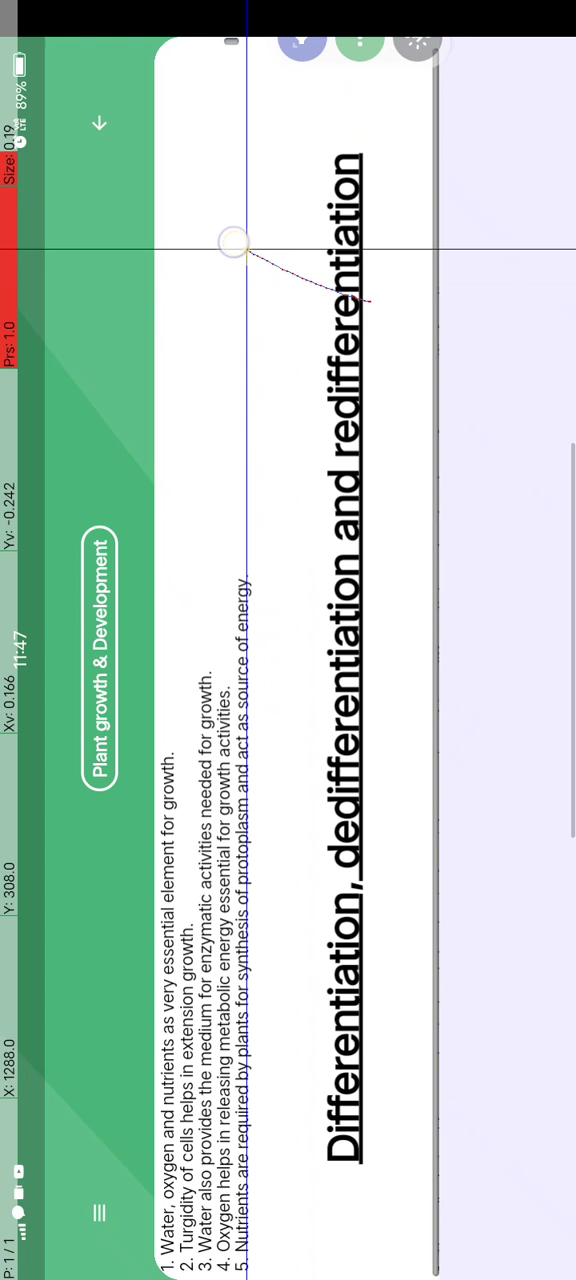 P: 1 / 1
X: 1288.0
Y: 308.0
Xv: 0.166
Yv: -0.242
Prs: 1.0
Size: 0.19
11:47
LTE 89%
Plant growth & Development
1. Water, oxygen and nutrients as very essential element for growth.
2. Turgidity of cells helps in extension growth.
3. Water also provides the medium for enzymatic activities needed for growth.
4. Oxygen helps in releasing metabolic energy essential for growth activities.
5. Nutrients are required by plants for synthesis of protoplasm and act as source of energy.
Differentiation, dedifferentiation and redifferentiation